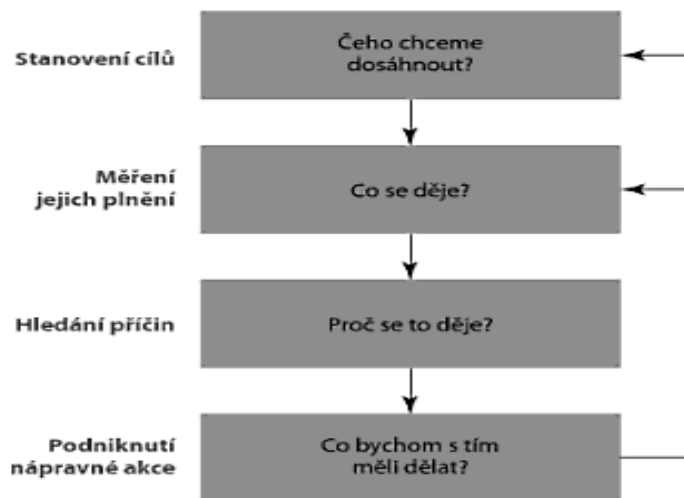 Stanovení cílů
Čeho chceme
dosáhnout?
Měření
jejich plnění
Co se děje?
Hledání příčin
Proč se to děje?
Podniknutí
nápravné akce
Co bychom s tím
měli dělat?